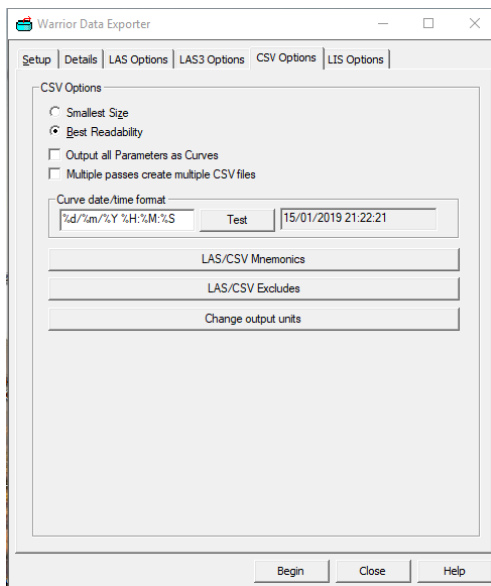 Warrior Data Exporter
Setup Details LAS Options LAS3 Options CSV Options LIS Options
CSV Options
Smallest Size
Best Readability
Output all Parameters as Curves
Multiple passes create multiple CSV files
Curve date/time format
%d/%m/%Y %H:%M:%S Test 15/01/2019 21:22:21
LAS/CSV Mnemonics
LAS/CSV Excludes
Change output units
Begin Close Help